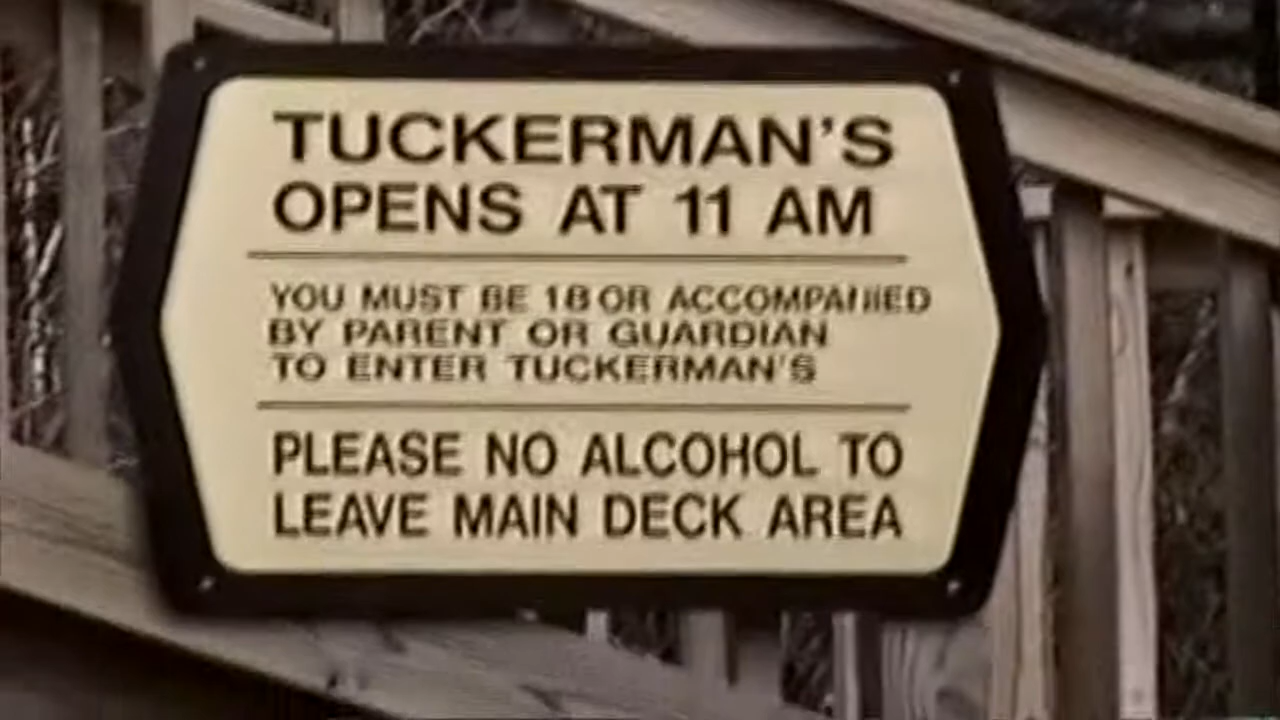 TUCKERMAN'S
OPENS AT 11 AM
YOU MUST BE 18 OR ACCOMPANIED
BY PARENT OR GUARDIAN
TO ENTER TUCKERMAN'S
PLEASE NO ALCOHOL TO
LEAVE MAIN DECK AREA